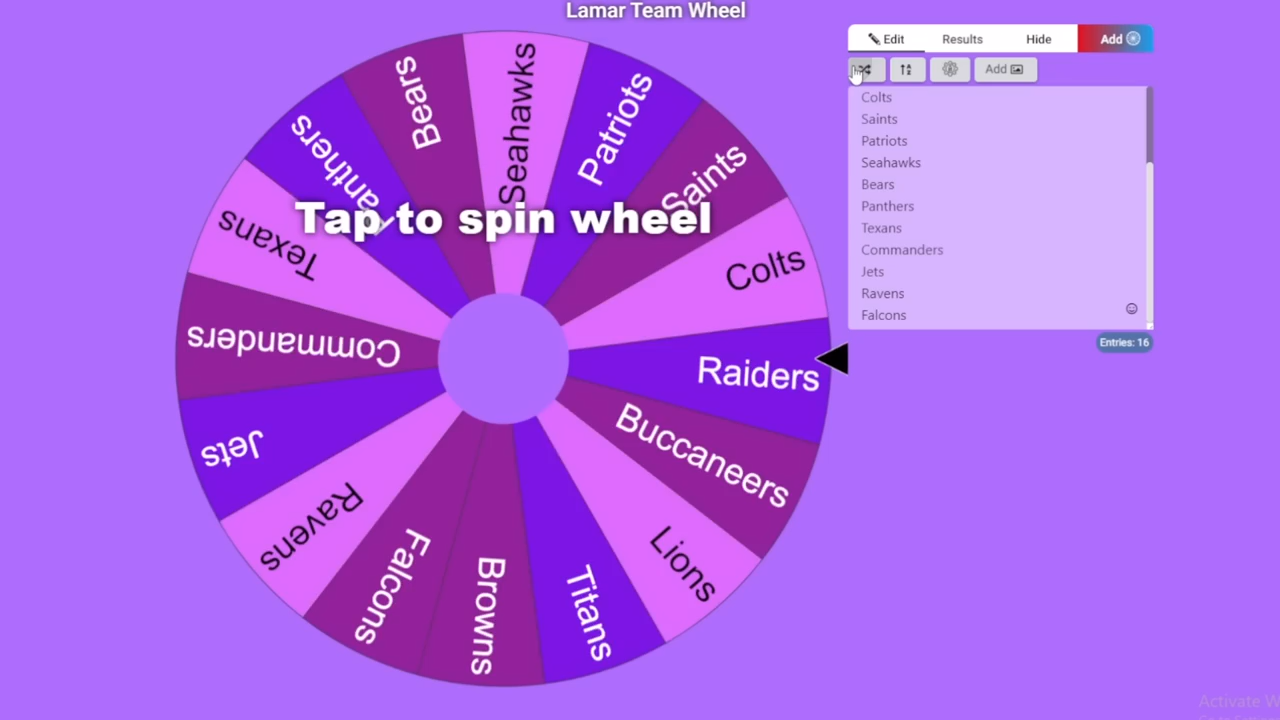 Lamar Team Wheel
Edit
Results
Hide
Add
Add
Colts
Saints
Patriots
Seahawks
Bears
Panthers
Texans
Commanders
Jets
Ravens
Falcons
Entries: 16
Tap to spin wheel
Seahawks
Patriots
Saints
Colts
Raiders
Buccaneers
Lions
Titans
Browns
Falcons
Ravens
Jets
Commanders
Texans
Panthers
Bears
Activate W